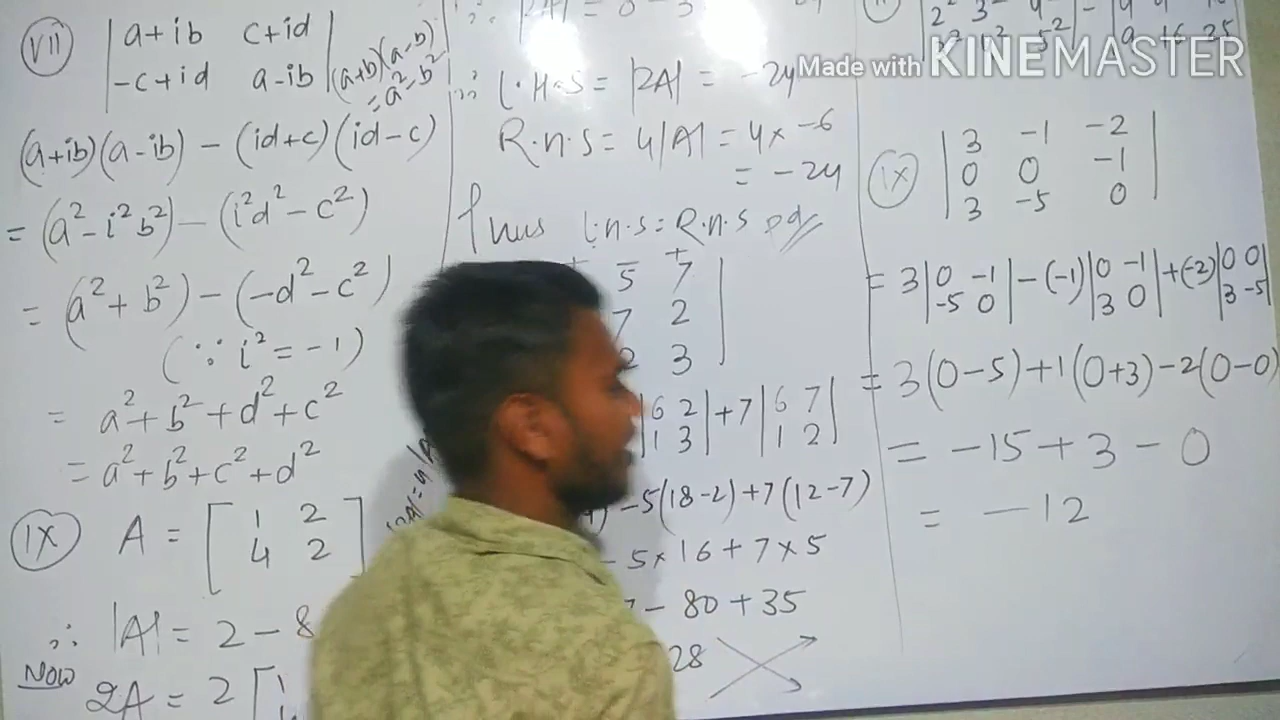 (vii) | a+ib c+id |
| -c+id a-ib |
(a+b)(a-b)
= a²-b²
(a+ib)(a-ib) - (id+c)(id-c)
= (a²-i²b²) - (i²d²-c²)
= (a²+b²) - (-d²-c²)
(∵ i² = -1)
= a²+b²+d²+c²
= a²+b²+c²+d²
(ix) A = [ 1 2
4 2 ]
∴ |A| = 2 - 8
Now
2A = 2 [ 1
∴ L.H.S = |2A| = -24
R.H.S = 4|A| = 4x -6
= -24
Thus L.H.S = R.H.S
+ - +
5 7
7 2
2 3
| 6 2 | +7 | 6 7 |
| 1 3 | | 1 2 |
-5(18-2)+7(12-7)
- 5 x 16 + 7 x 5
- 80 + 35
28
Made with KINEMASTER
(ix) | 3 -1 -2 |
| 0 0 -1 |
| 3 -5 0 |
= 3 | 0 -1 | -(-1) | 0 -1 | +(-2) | 0 0 |
| -5 0 | | 3 0 | | 3 -5 |
= 3(0-5)+1(0+3)-2(0-0)
= -15+3-0
= -12